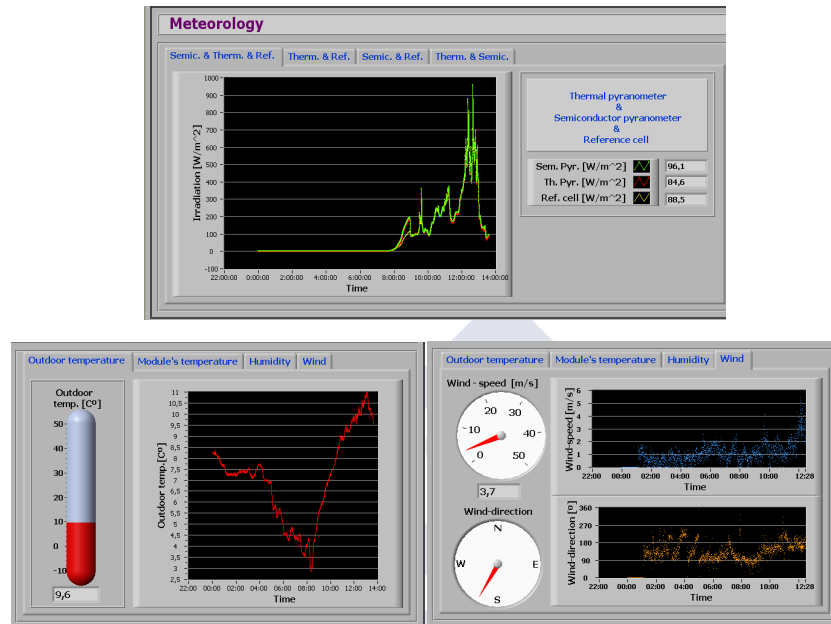 Meteorology
Semic. & Therm. & Ref. Therm. & Ref. Semic. & Ref. Therm. & Semic.
1000
900
800
700
600
500
400
300
200
100
0
-100
Irradiation [W/m^2]
22:00:00 0:00:00 2:00:00 4:00:00 6:00:00 8:00:00 10:00:00 12:00:00 14:00:00
Time
Thermal pyranometer
&
Semiconductor pyranometer
&
Reference cell
Sem. Pyr. [W/m^2] 96,1
Th. Pyr. [W/m^2] 84,6
Ref. cell [W/m^2] 88,5
Outdoor temperature Module's temperature Humidity Wind
Outdoor
temp. [Cº]
50
40
30
20
10
0
-10
9,6
11
10,5
10
9,5
9
8,5
8
7,5
7
6,5
6
5,5
5
4,5
4
3,5
3
2,5
Outdoor temp.[Cº]
22:00 00:00 02:00 04:00 06:00 08:00 10:00 12:00 14:00
Time
Outdoor temperature Module's temperature Humidity Wind
Wind - speed [m/s]
0 10 20 30 40 50
3,7
Wind-direction
N
W E
S
6
5
4
3
2
1
0
Wind-speed [m/s]
22:00 00:00 02:00 04:00 06:00 08:00 10:00 12:28
Time
360
270
180
90
0
Wind-direction [º]
22:00 00:00 02:00 04:00 06:00 08:00 10:00 12:28
Time